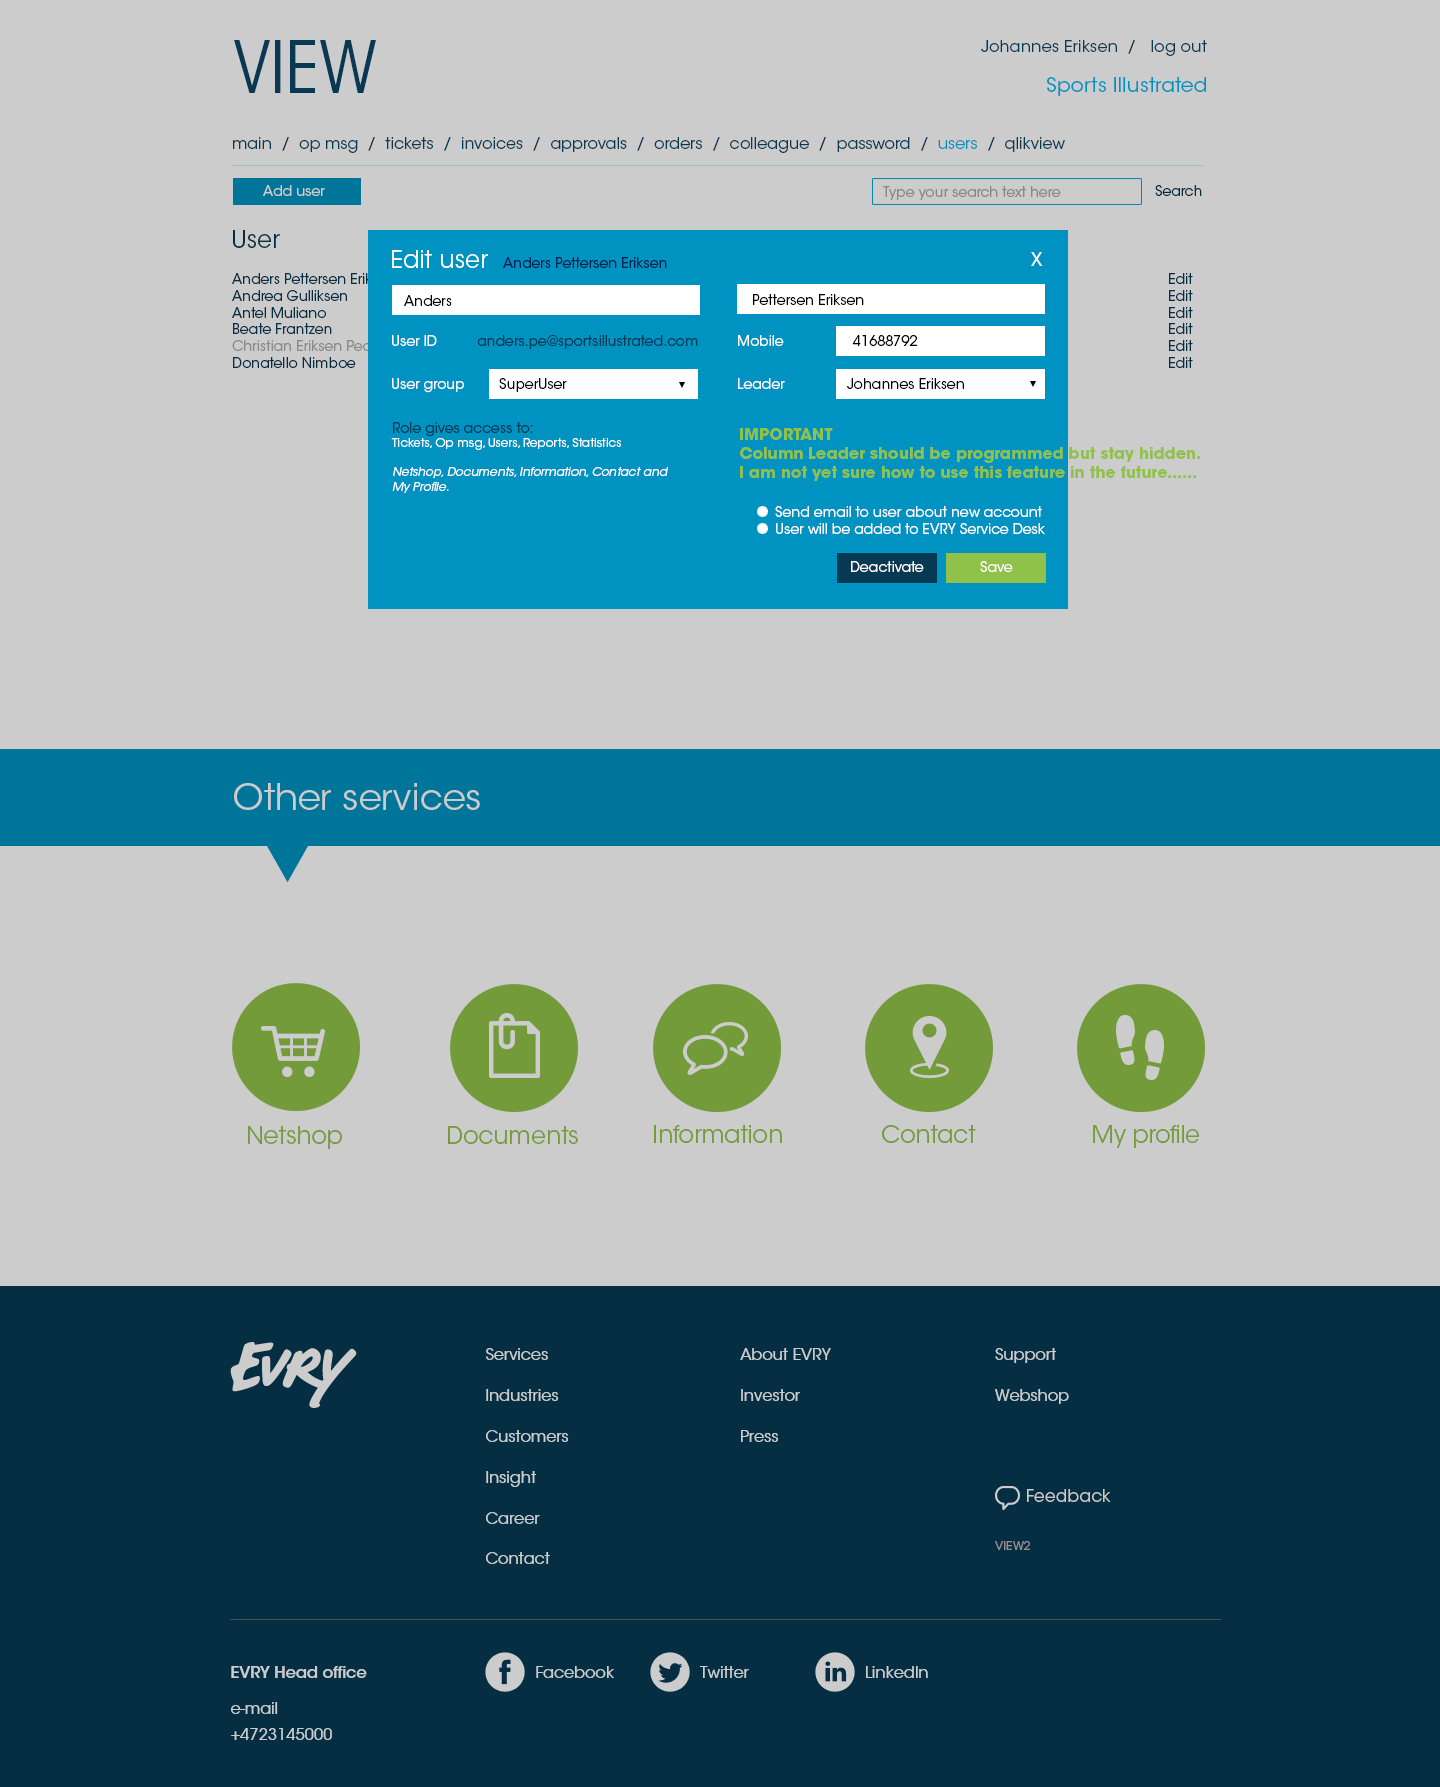 VIEW
Johannes Eriksen / log out
Sports Illustrated
main / op msg / tickets / invoices / approvals / orders / colleague / password / users / qlikview
Add user
Type your search text here
Search
User
Anders Pettersen Erik
Edit
Andrea Gulliksen
Edit
Antel Muliano
Edit
Beate Frantzen
Edit
Christian Eriksen Ped
Edit
Donatello Nimboe
Edit
Edit user
Anders Pettersen Eriksen
X
Anders
Pettersen Eriksen
User ID
anders.pe@sportsillustrated.com
Mobile
41688792
User group
SuperUser
Leader
Johannes Eriksen
Role gives access to:
Tickets, Op msg, Users, Reports, Statistics
Netshop, Documents, Information, Contact and
My Profile.
IMPORTANT
Column Leader should be programmed but stay hidden.
I am not yet sure how to use this feature in the future......
Send email to user about new account
User will be added to EVRY Service Desk
Deactivate
Save
Other services
Netshop
Documents
Information
Contact
My profile
EVRY
Services
Industries
Customers
Insight
Career
Contact
About EVRY
Investor
Press
Support
Webshop
Feedback
VIEW2
EVRY Head office
e-mail
+4723145000
Facebook
Twitter
in
LinkedIn